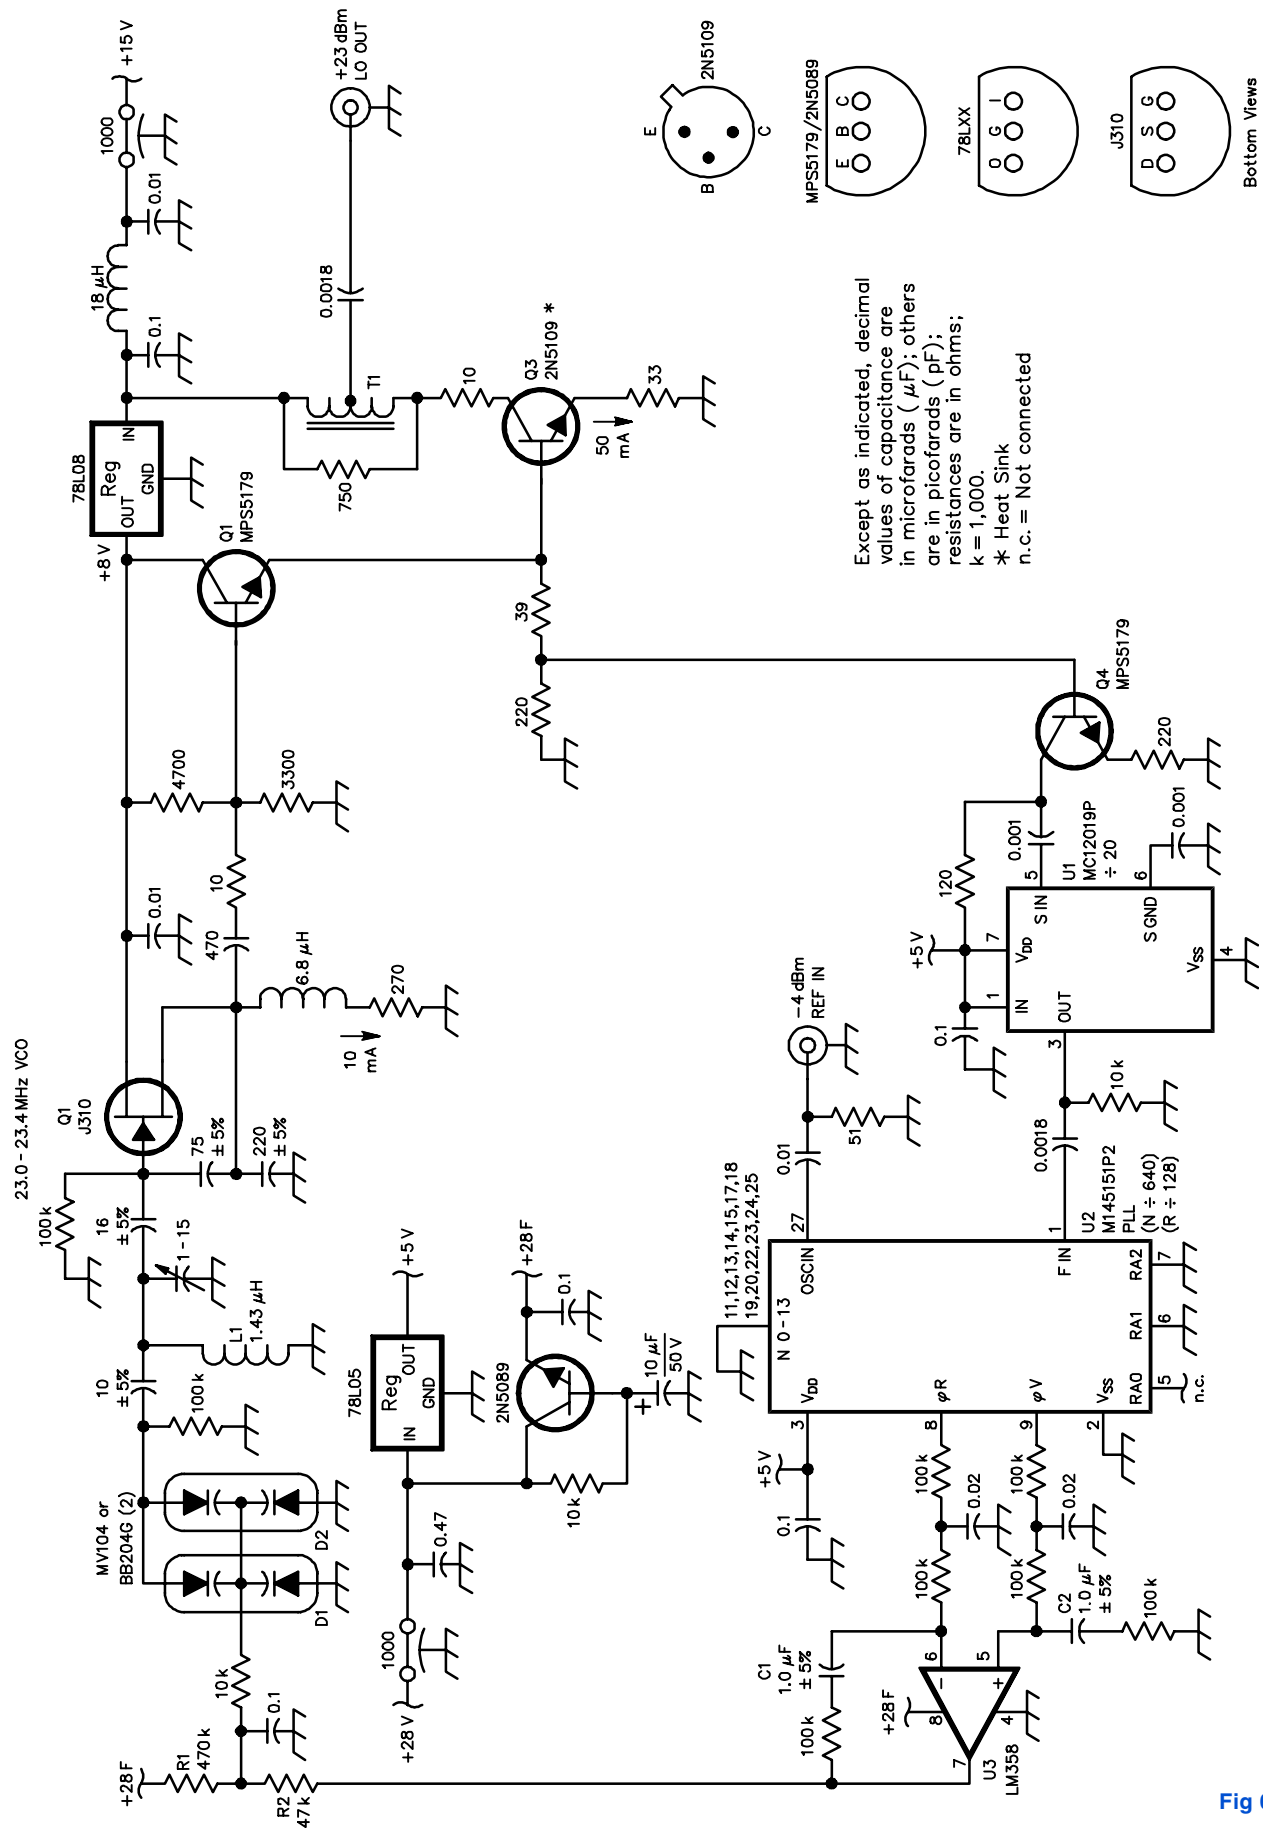 23.0 - 23.4 MHz VCO
+28 F
R1
470 k
R2
47 k
10 k
0.1
MV104 or
BB204G (2)
D1
D2
10
± 5%
100 k
L1
1.43 µH
1 - 15
16
± 5%
100 k
75
± 5%
220
± 5%
Q1
J310
10
mA
270
6.8 µH
470
10
0.01
4700
3300
Q1
MPS5179
+8 V
78L08
Reg
OUT
IN
GND
0.1
18 µH
0.01
1000
+15 V
+23 dBm
LO OUT
0.0018
T1
750
10
Q3
2N5109 *
50
mA
33
39
220
+28 V
1000
0.47
78L05
Reg
IN
OUT
GND
+5 V
10 k
2N5089
+
10 µF
50 V
0.1
+28 F
C1
1.0 µF
± 5%
100 k
+28 F
8
4
7
U3
LM358
6
5
−
+
C2
1.0 µF
± 5%
100 k
100 k
100 k
0.02
0.02
100 k
100 k
0.1
+5 V
3
VDD
8
φR
9
φV
2
VSS
N 0 - 13
11,12,13,14,15,17,18
19,20,22,23,24,25
OSCIN
27
0.01
51
−4 dBm
REF IN
F IN
1
RA0
RA1
RA2
5
6
7
n.c.
U2
M145151P2
PLL
(N ÷ 640)
(R ÷ 128)
0.0018
10 k
3
OUT
IN
1
0.1
+5 V
7
VDD
120
S IN
5
0.001
U1
MC12019P
÷ 20
S GND
6
0.001
VSS
4
Q4
MPS5179
220
Except as indicated, decimal
values of capacitance are
in microfarads ( µF); others
are in picofarads ( pF);
resistances are in ohms;
k = 1,000.
* Heat Sink
n.c. = Not connected
2N5109
E
B
C
MPS5179/2N5089
E B C
78LXX
O G I
J310
D S G
Bottom Views
Fig